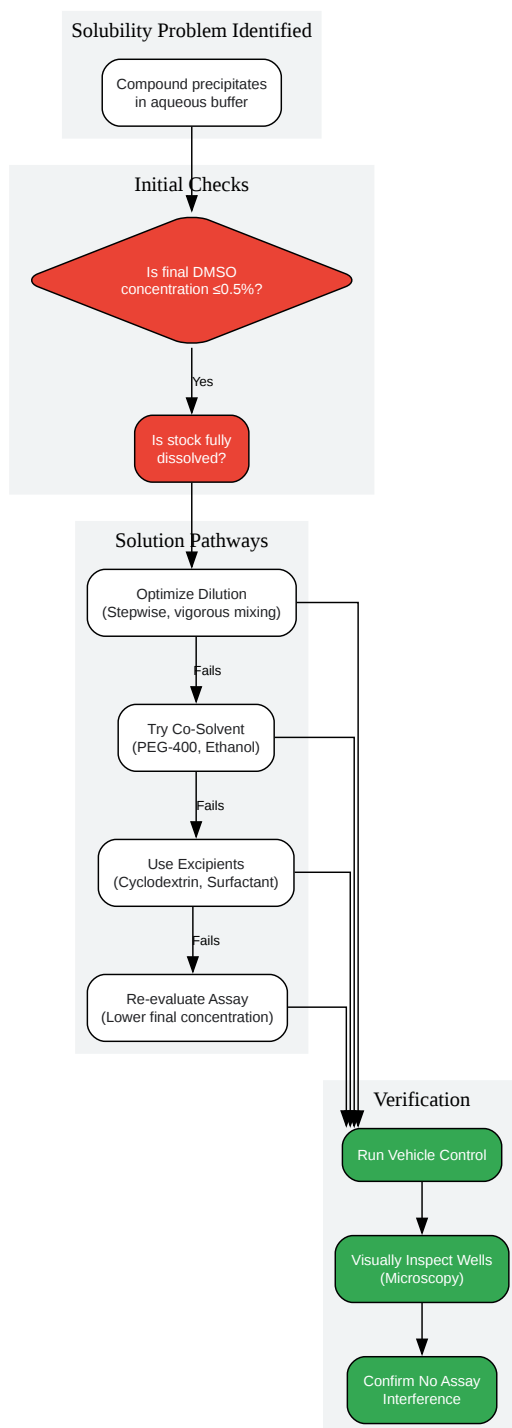 Solubility Problem Identified
Compound precipitates
in aqueous buffer
Initial Checks
Is final DMSO
concentration ≤0.5%?
Yes
Is stock fully
dissolved?
Solution Pathways
Optimize Dilution
(Stepwise, vigorous mixing)
Fails
Try Co-Solvent
(PEG-400, Ethanol)
Fails
Use Excipients
(Cyclodextrin, Surfactant)
Fails
Re-evaluate Assay
(Lower final concentration)
Verification
Run Vehicle Control
Visually Inspect Wells
(Microscopy)
Confirm No Assay
Interference